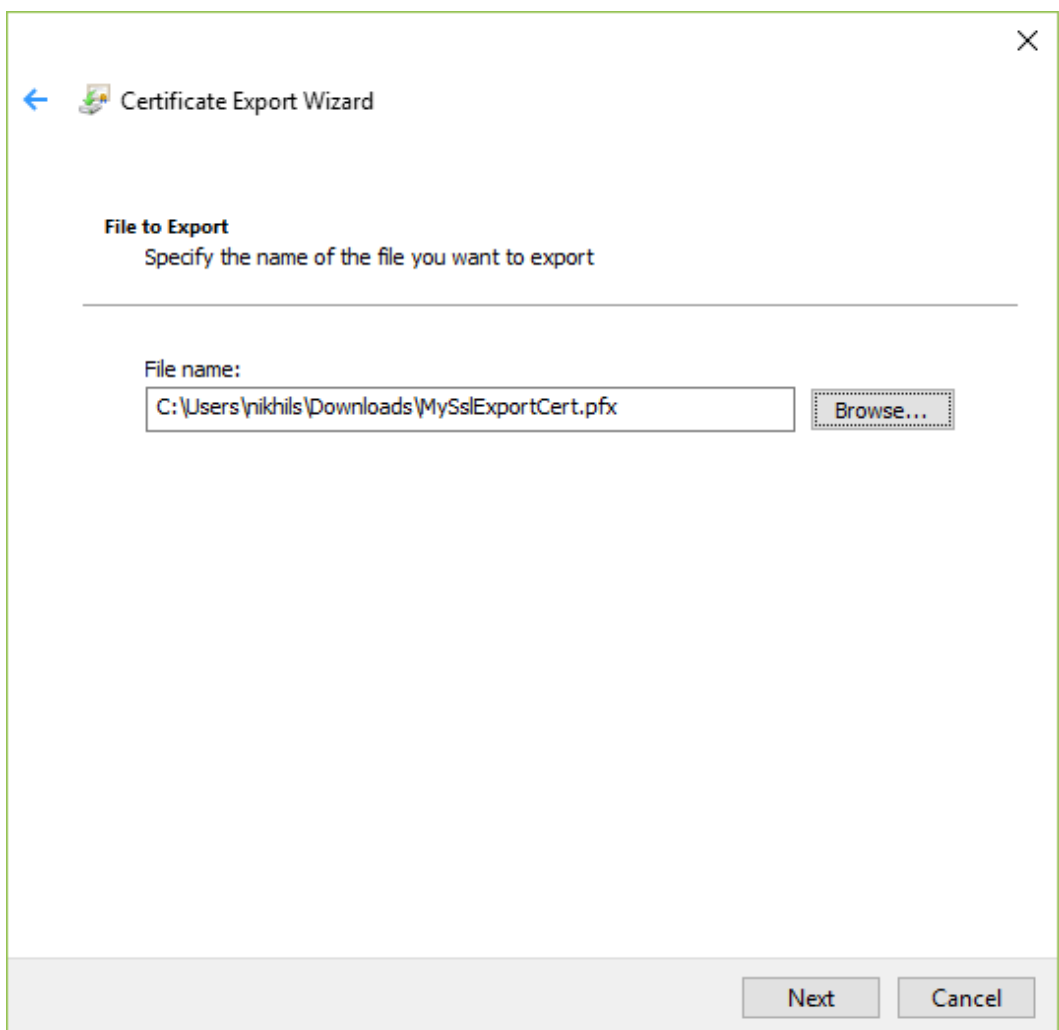 Certificate Export Wizard
File to Export
Specify the name of the file you want to export
File name:
C:\Users\nikhils\Downloads\MySslExportCert.pfx
Browse...
Next
Cancel